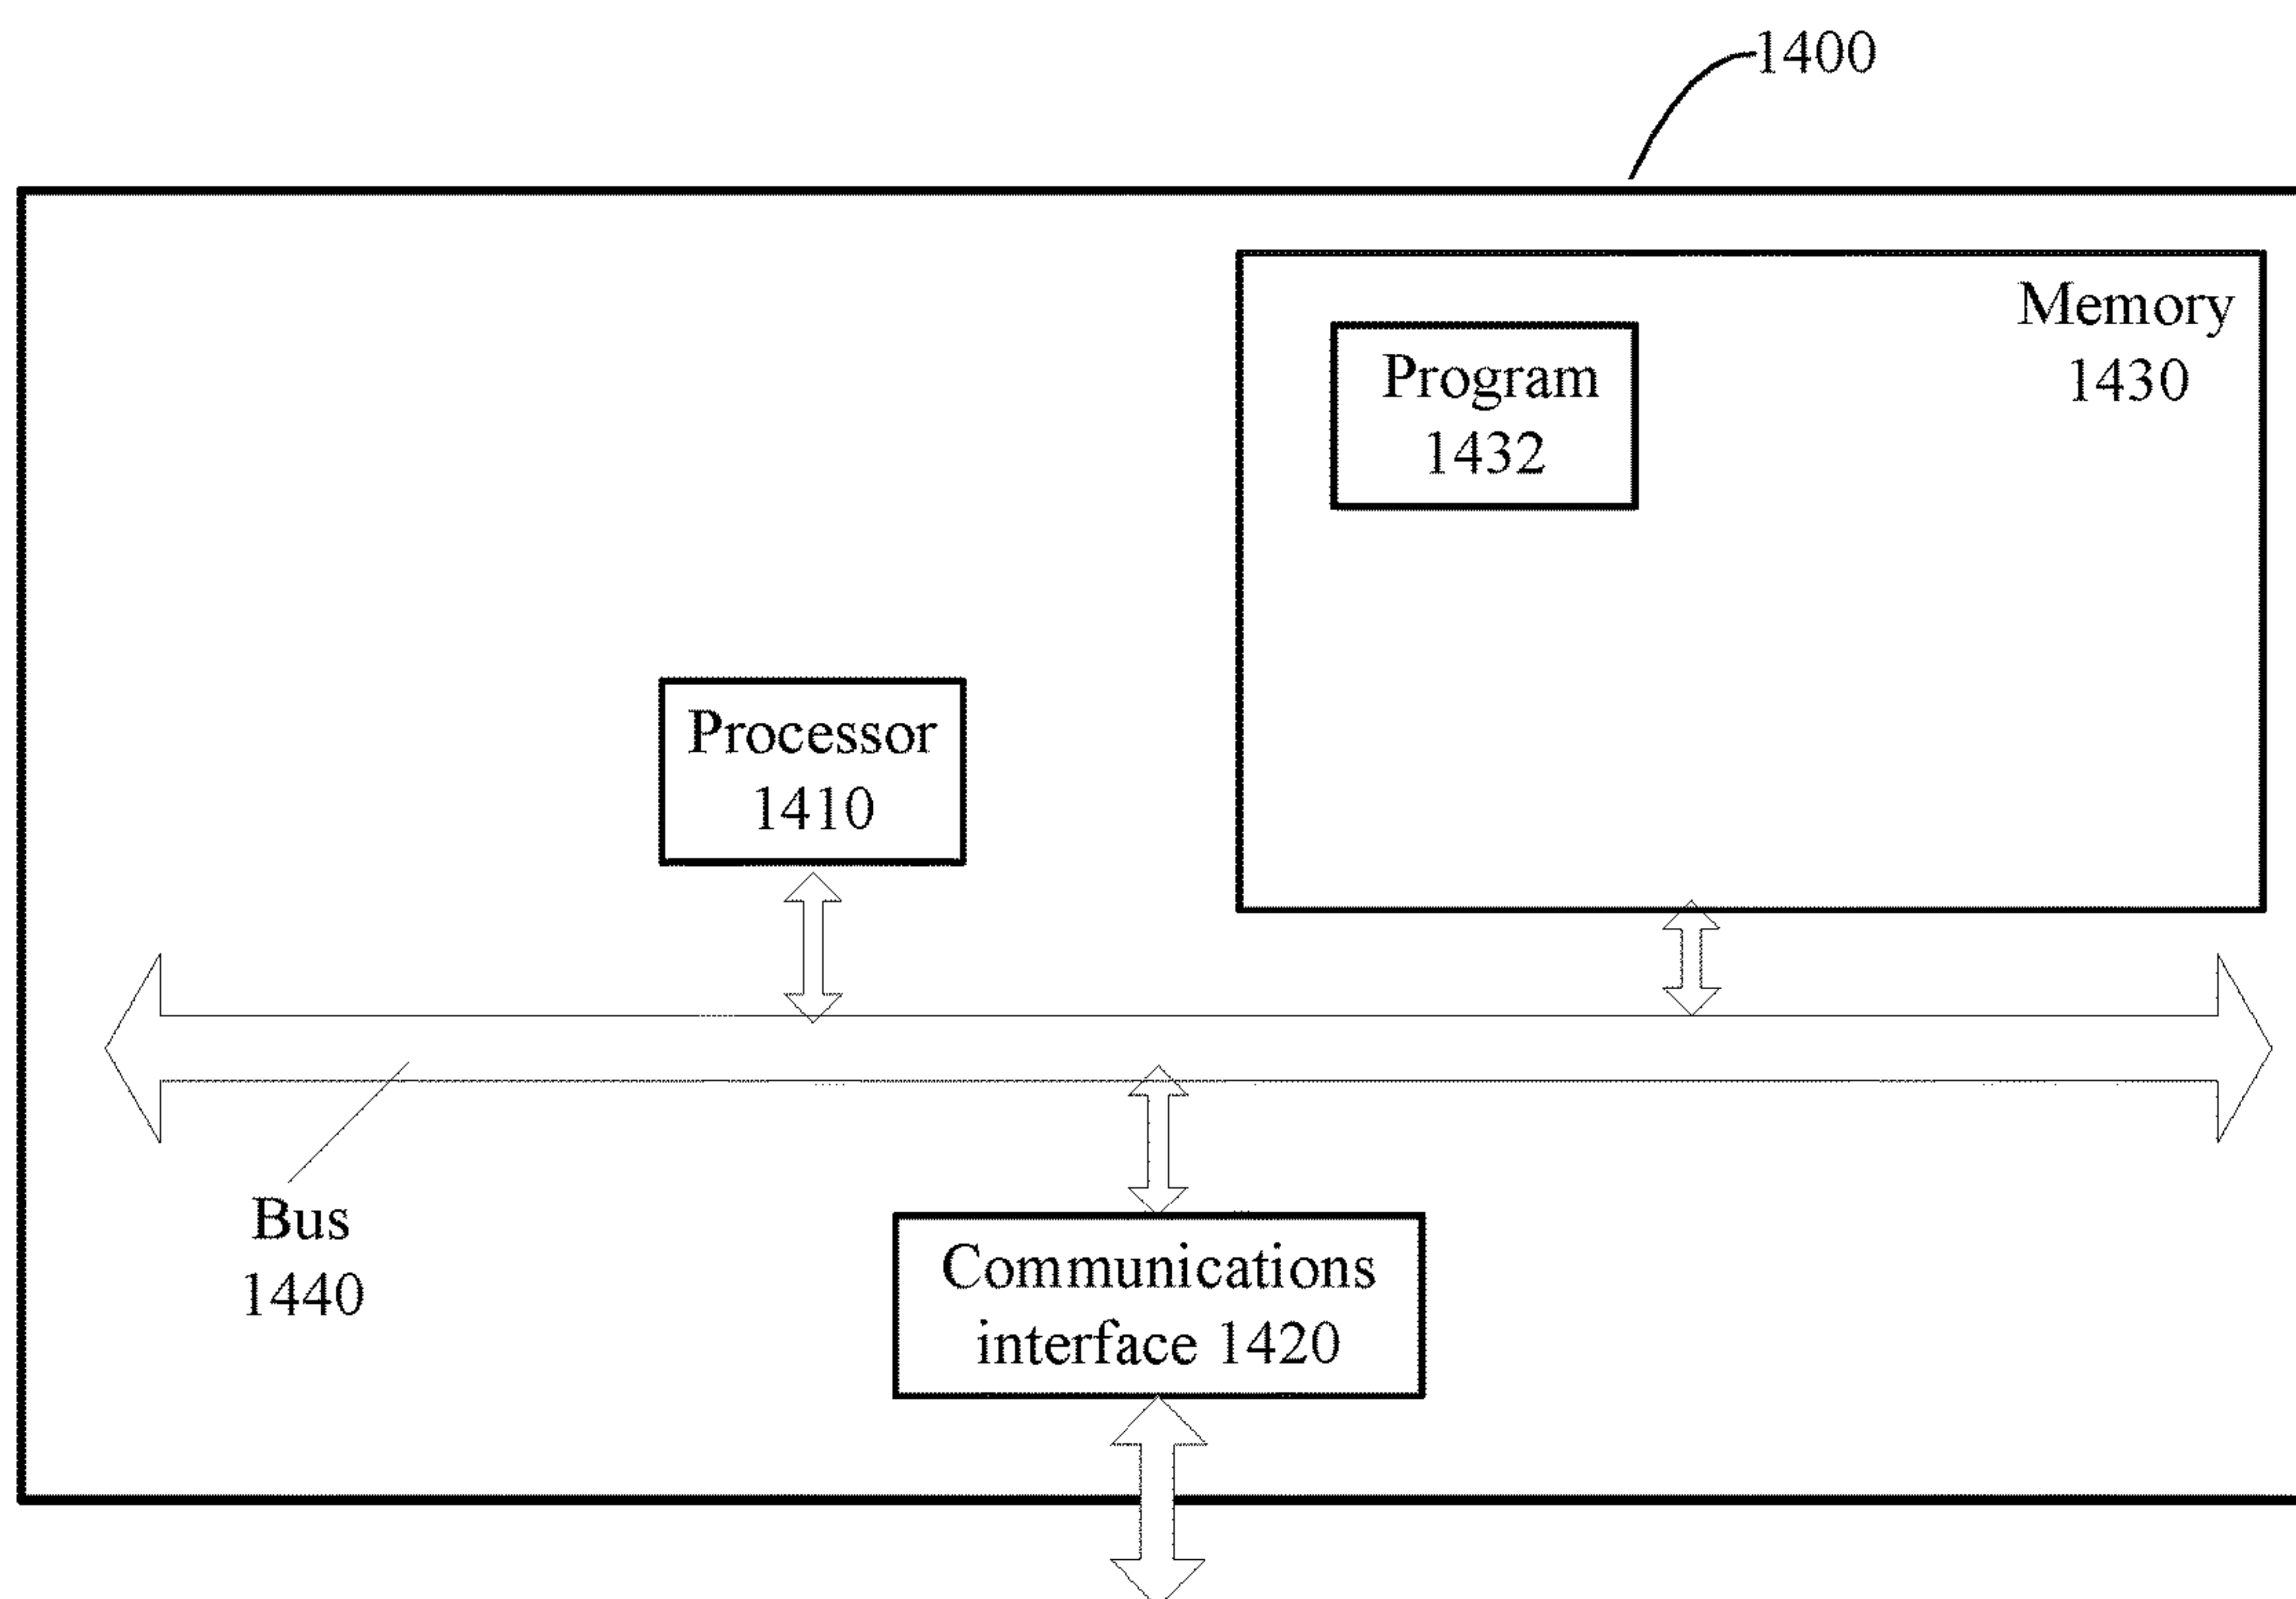 1400
Memory
1430
Program
1432
Processor
1410
Bus
1440
Communications
interface 1420